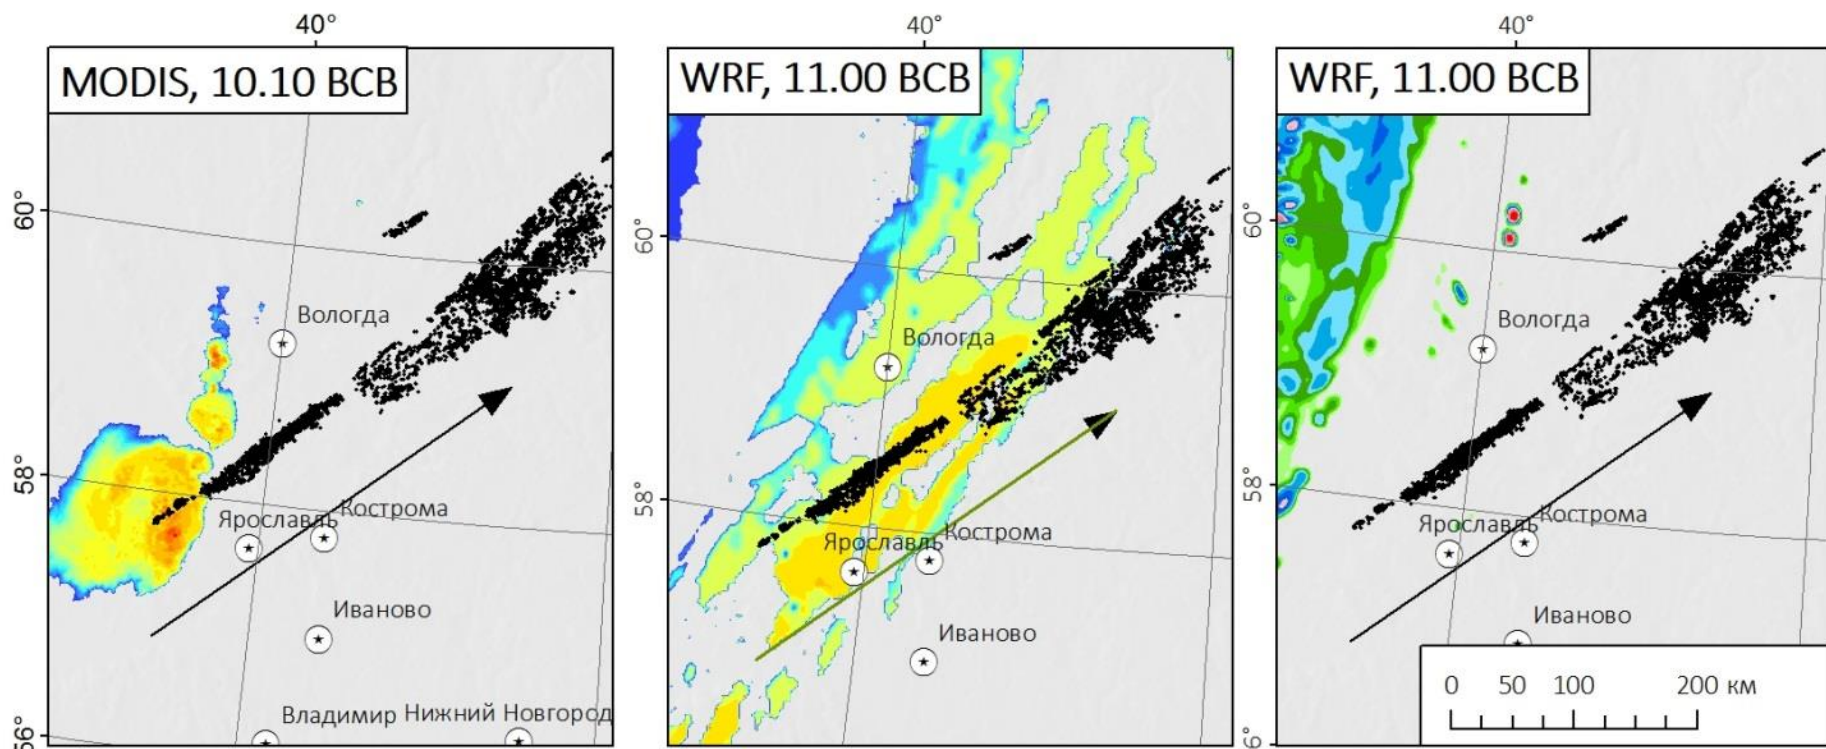 40°
40°
40°
MODIS, 10.10 ВСВ
WRF, 11.00 ВСВ
WRF, 11.00 ВСВ
60°
60°
60°
Вологда
Вологда
Вологда
58°
58°
58°
Ярославль
Кострома
Ярославль
Кострома
Ярославль
Кострома
Иваново
Иваново
Иваново
0 50 100 200 км
Владимир
Нижний Новгород
56°
6°